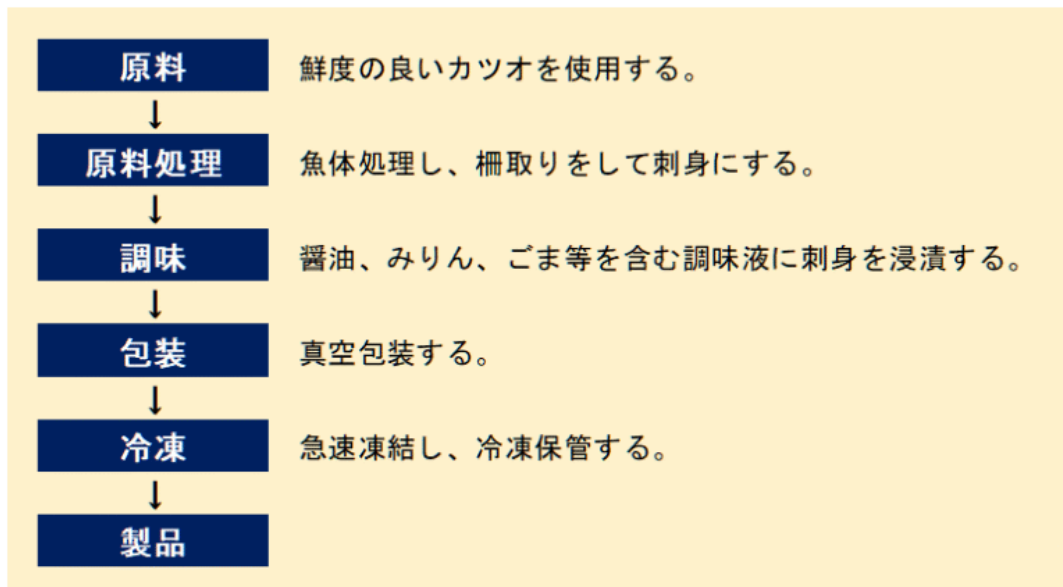 原料 鮮度の良いカツオを使用する。
↓
原料処理 魚体処理し、柵取りをして刺身にする。
↓
調味 醤油、みりん、ごま等を含む調味液に刺身を浸漬する。
↓
包装 真空包装する。
↓
冷凍 急速凍結し、冷凍保管する。
↓
製品